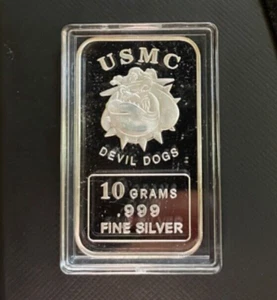 USMC
DEVIL DOGS
10 GRAMS
.999
FINE SILVER